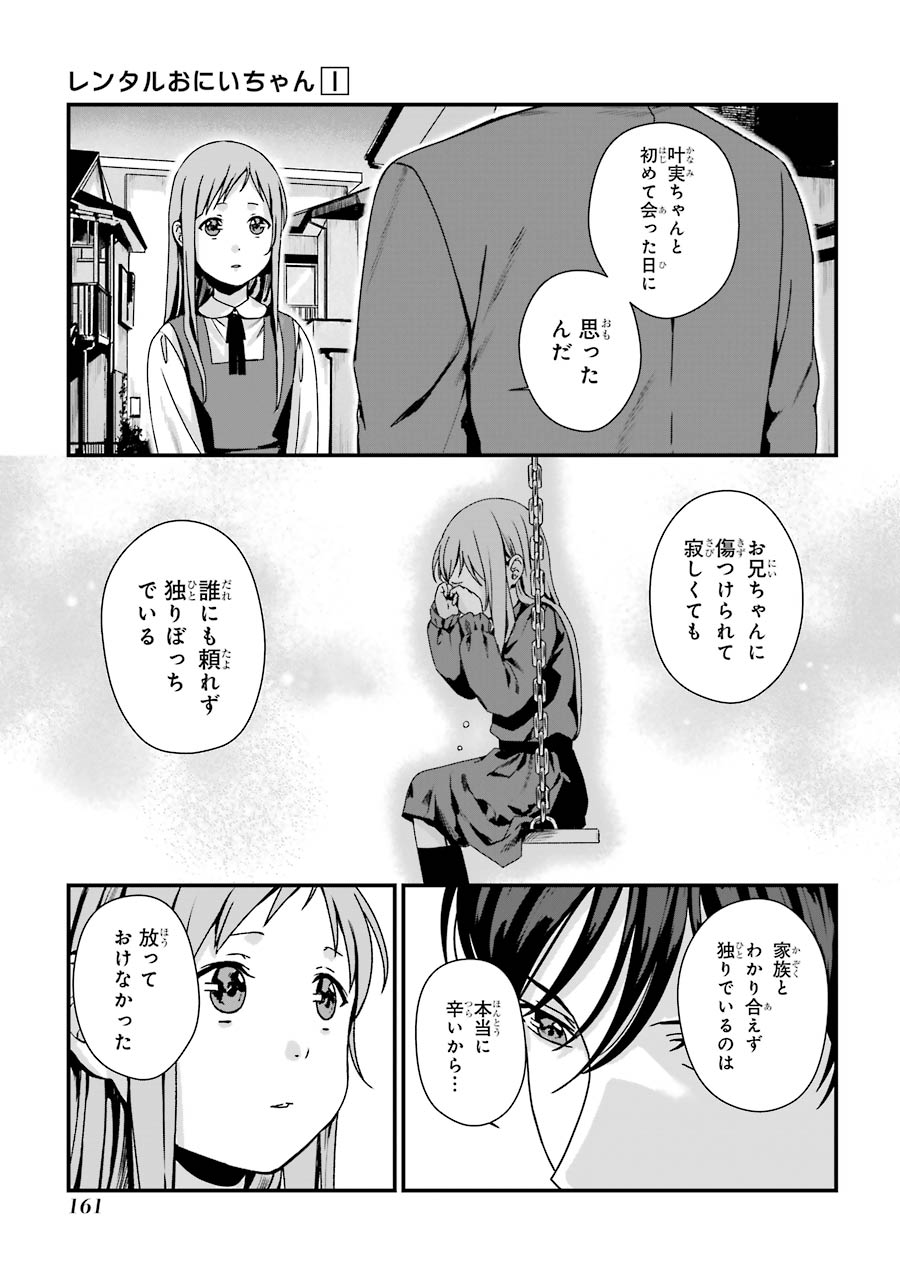 レンタルおにいちゃん 1
叶実ちゃんと
初めて会った日に
思った
んだ
お兄ちゃんに
傷つけられて
寂しくても
誰にも頼れず
独りぼっち
でいる
家族と
わかり合えず
独りでいるのは
本当に
辛いから…
放って
おけなかった
161